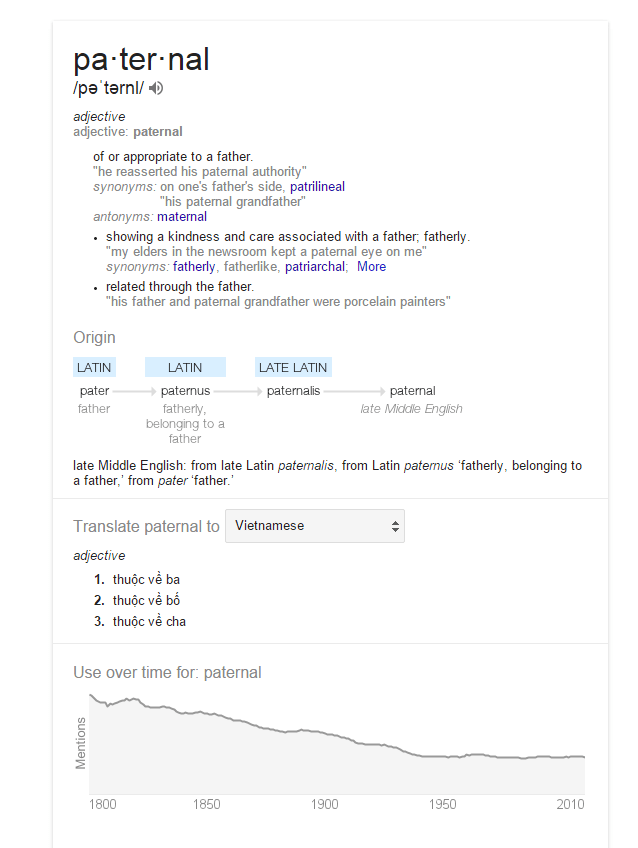 pa·ter·nal
/pəˈtərnl/
adjective
adjective: paternal
of or appropriate to a father.
"he reasserted his paternal authority"
synonyms: on one's father's side, patrilineal
"his paternal grandfather"
antonyms: maternal
• showing a kindness and care associated with a father; fatherly.
"my elders in the newsroom kept a paternal eye on me"
synonyms: fatherly, fatherlike, patriarchal; More
• related through the father.
"his father and paternal grandfather were porcelain painters"
Origin
LATIN LATIN LATE LATIN
pater paternus paternalis paternal
father fatherly, late Middle English
belonging to a
father
late Middle English: from late Latin paternalis, from Latin paternus ‘fatherly, belonging to
a father,’ from pater ‘father.’
Translate paternal to Vietnamese
adjective
1. thuộc về ba
2. thuộc về bố
3. thuộc về cha
Use over time for: paternal
Mentions
1800 1850 1900 1950 2010